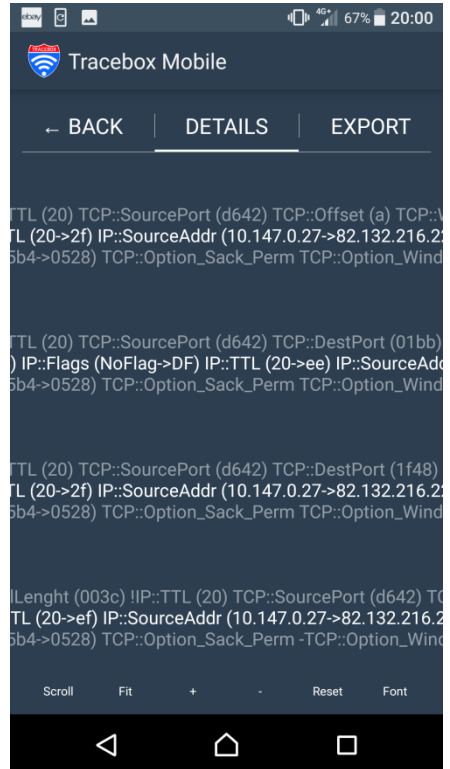 ebay 4G 67% 20:00
TRACEBOX
Tracebox Mobile
← BACK DETAILS EXPORT
TTL (20) TCP::SourcePort (d642) TCP::Offset (a) TCP::
(20->2f) IP::SourceAddr (10.147.0.27->82.132.216.2
5b4->0528) TCP::Option_Sack_Perm TCP::Option_Wind
TTL (20) TCP::SourcePort (d642) TCP::DestPort (01bb)
) IP::Flags (NoFlag->DF) IP::TTL (20->ee) IP::SourceAdd
5b4->0528) TCP::Option_Sack_Perm TCP::Option_Wind
TTL (20) TCP::SourcePort (d642) TCP::DestPort (1f48)
(20->2f) IP::SourceAddr (10.147.0.27->82.132.216.2
5b4->0528) TCP::Option_Sack_Perm TCP::Option_Wind
lLenght (003c) !IP::TTL (20) TCP::SourcePort (d642) TC
TL (20->ef) IP::SourceAddr (10.147.0.27->82.132.216.2
5b4->0528) TCP::Option_Sack_Perm -TCP::Option_Wind
Scroll Fit + - Reset Font